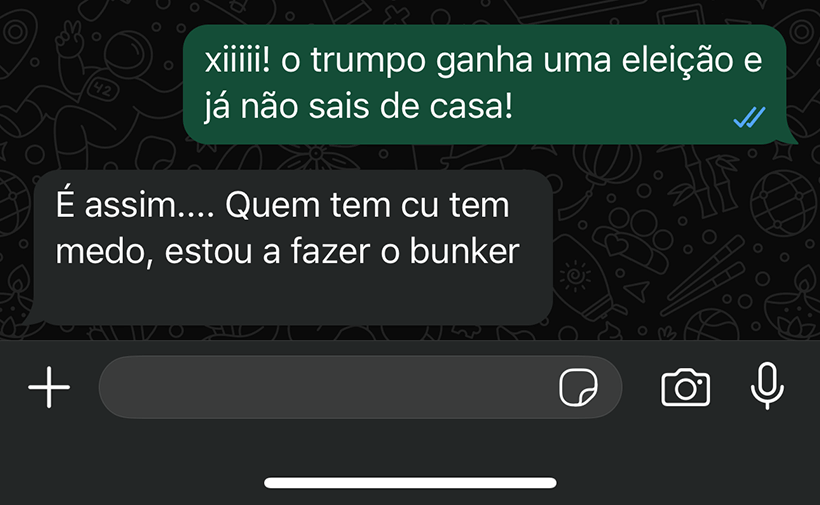 xiiiii! o trumpo ganha uma eleição e
já não sais de casa!
É assim.... Quem tem cu tem
medo, estou a fazer o bunker